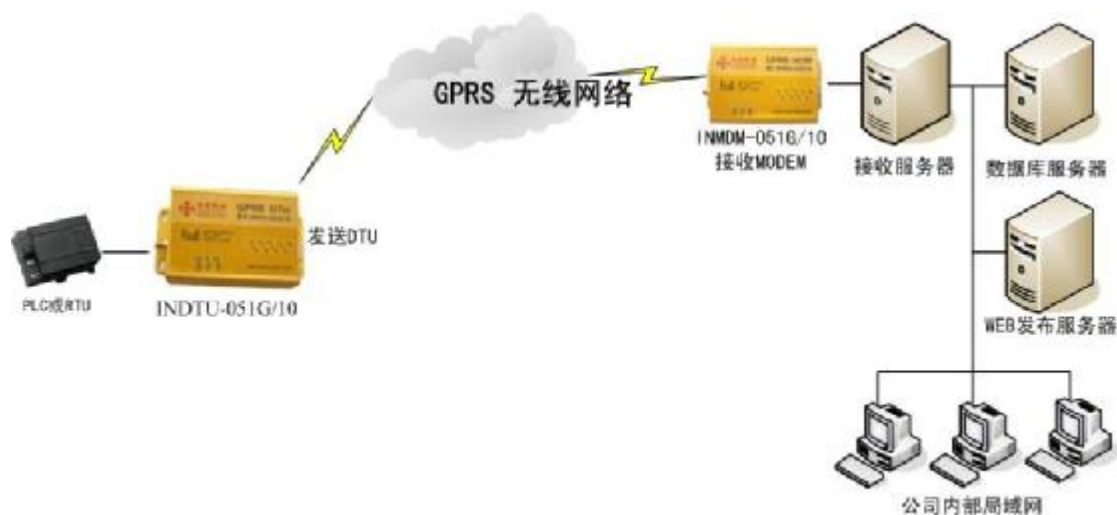 GPRS 无线网络
INMDM-051G/10
接收MODEM
接收服务器
数据库服务器
发送DTU
PLC或RTU
INDTU-051G/10
WEB发布服务器
公司内部局域网